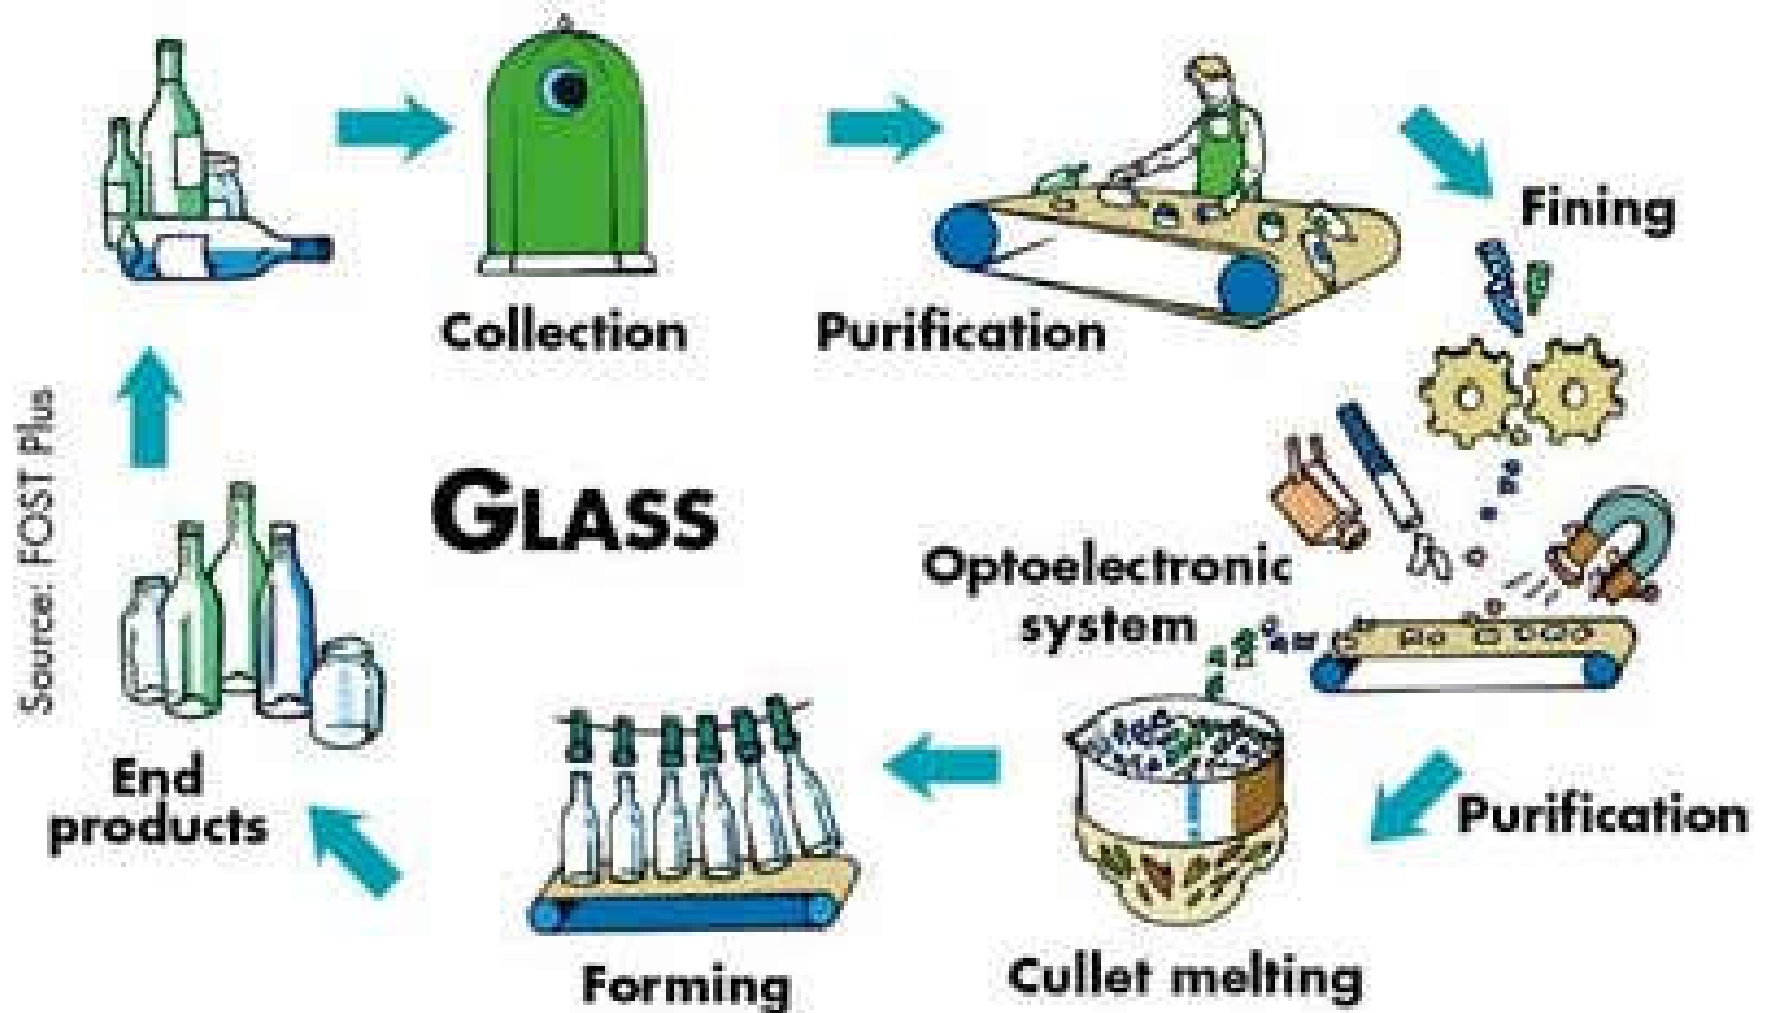 Collection
Purification
Fining
Optoelectronic
system
Purification
Cullet melting
Forming
End
products
GLASS
Source: FOST Plus